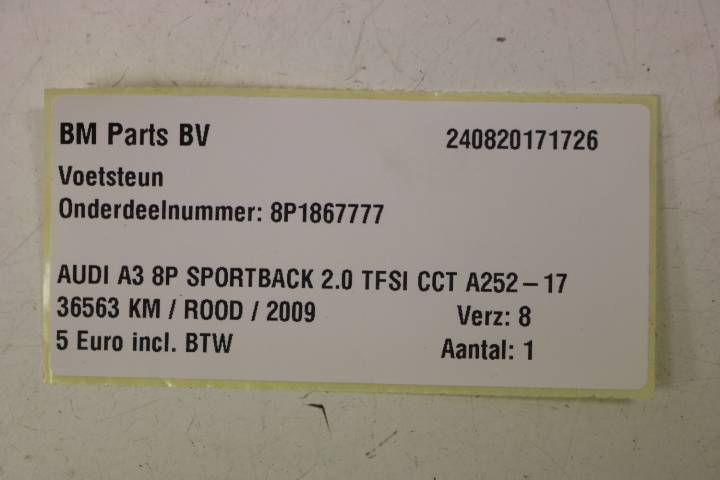 BM Parts BV 240820171726
Voetsteun
Onderdeelnummer: 8P1867777
AUDI A3 8P SPORTBACK 2.0 TFSI CCT A252-17
36563 KM / ROOD / 2009 Verz: 8
5 Euro incl. BTW Aantal: 1